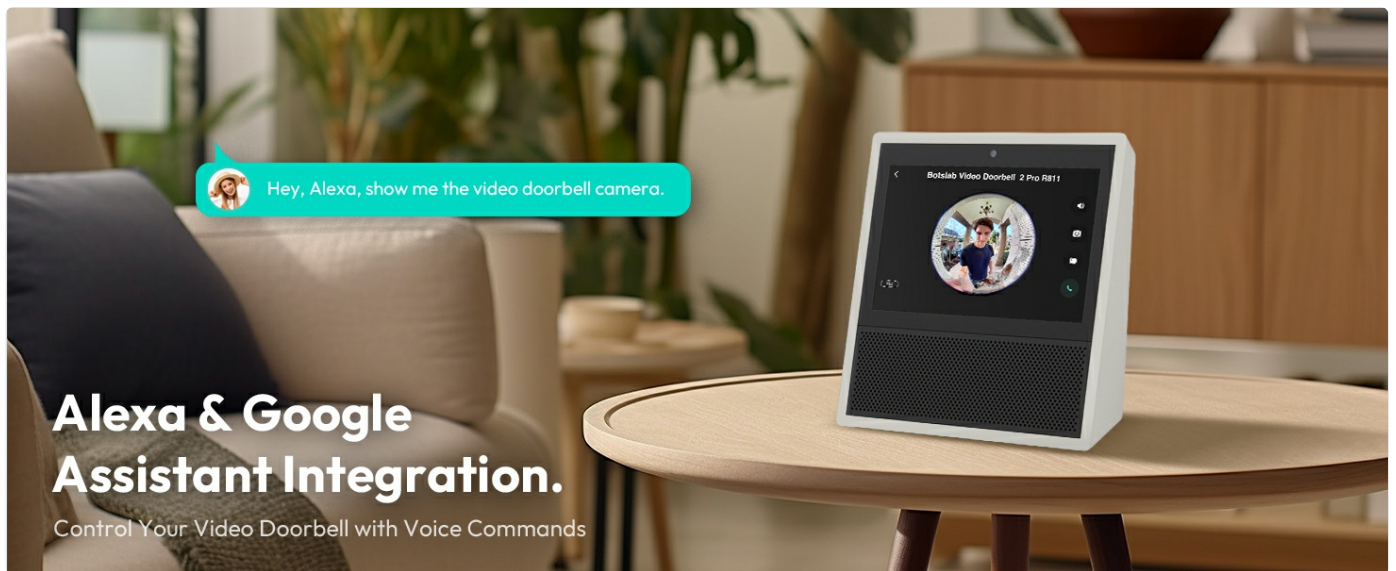 Hey, Alexa, show me the video doorbell camera.
Botslab Video Doorbell 2 Pro R811
Alexa & Google
Assistant Integration.
Control Your Video Doorbell with Voice Commands